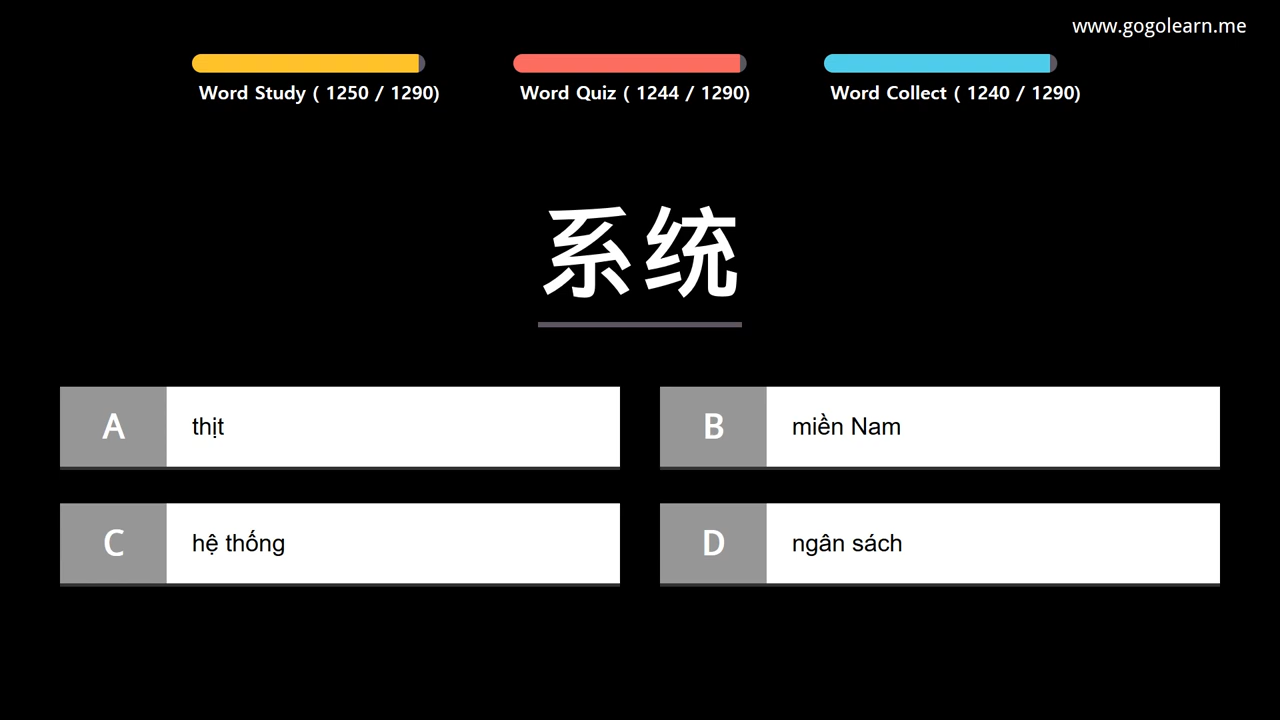 www.gogolearn.me
Word Study ( 1250 / 1290)
Word Quiz ( 1244 / 1290)
Word Collect ( 1240 / 1290)
系统
A
thịt
B
miền Nam
C
hệ thống
D
ngân sách